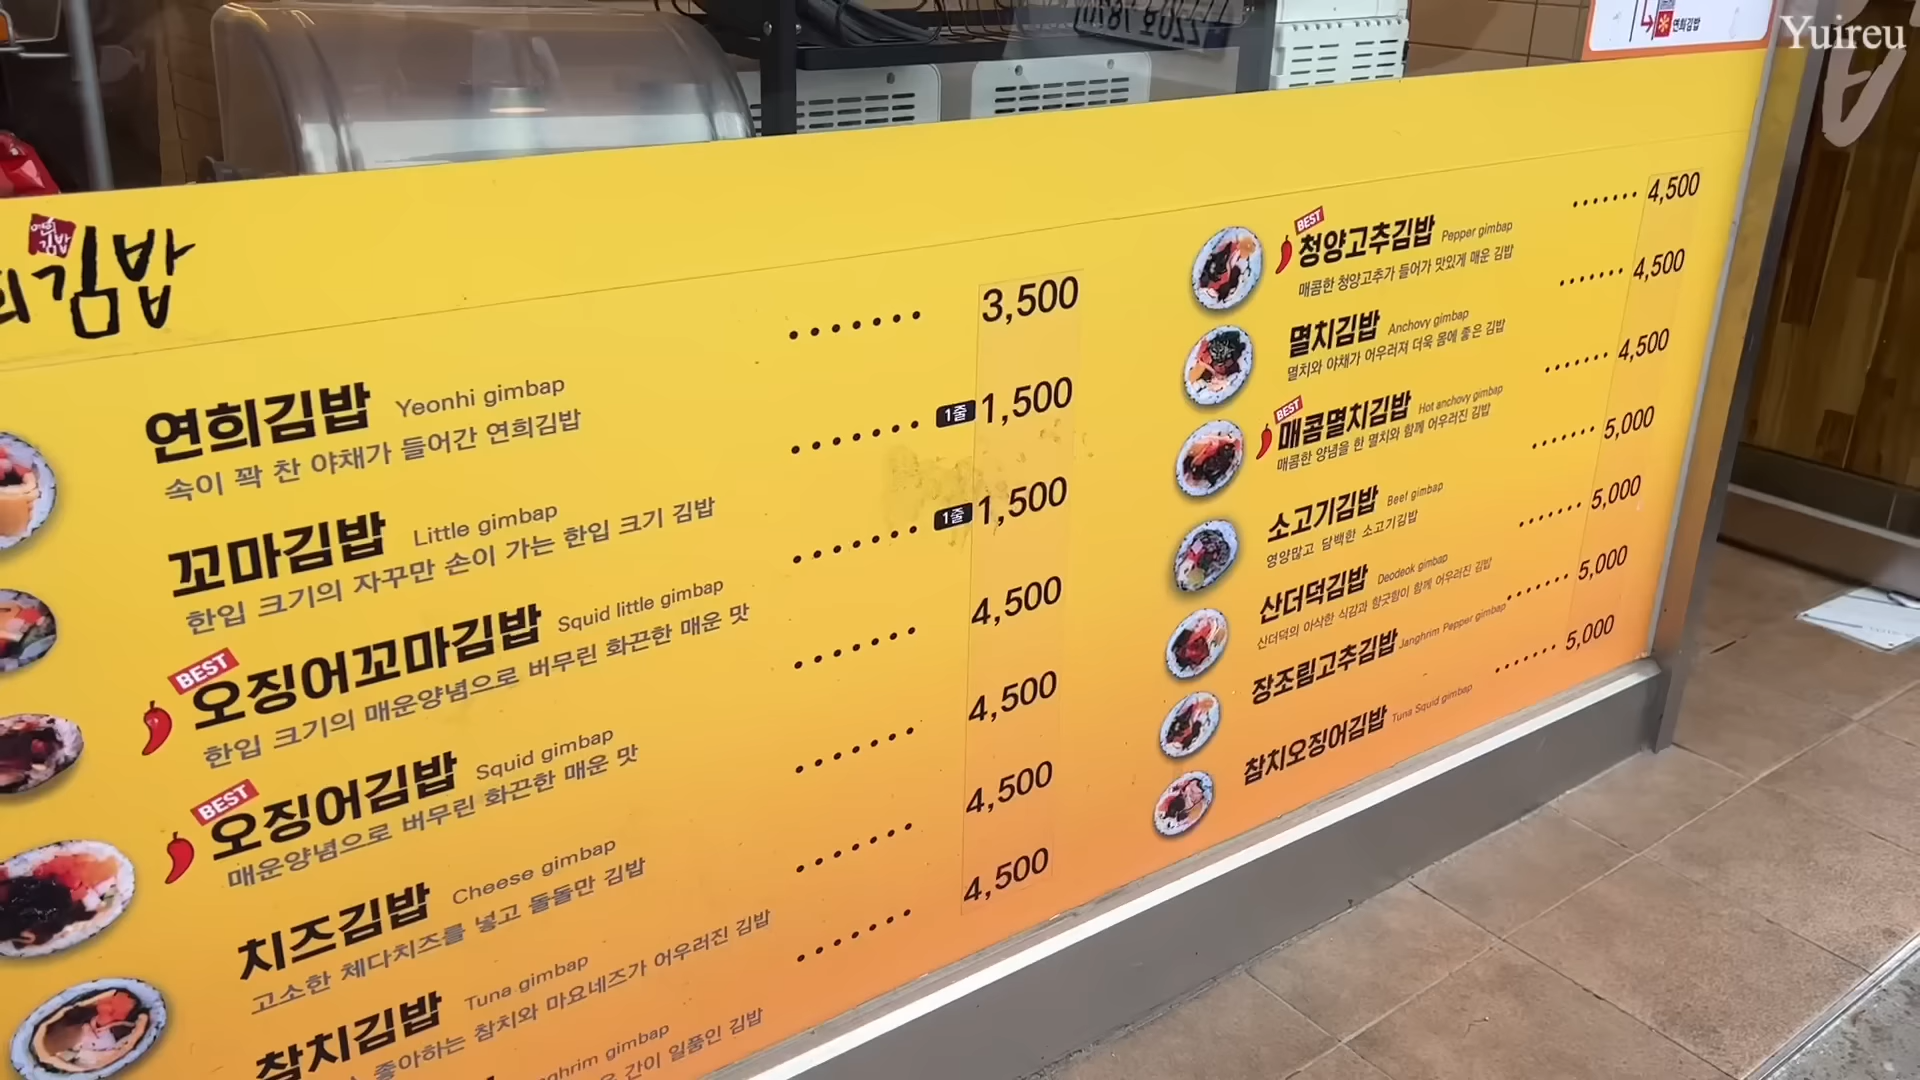 Yuireu
연희김밥
연희
김밥
김밥
연희김밥 Yeonhi gimbap ....... 3,500
속이 꽉 찬 야채가 들어간 연희김밥
꼬마김밥 Little gimbap ....... 1줄 1,500
한입 크기의 자꾸만 손이 가는 한입 크기 김밥
BEST
오징어꼬마김밥 Squid little gimbap ....... 1줄 1,500
한입 크기의 매운양념으로 버무린 화끈한 매운 맛
BEST
오징어김밥 Squid gimbap ....... 4,500
매운양념으로 버무린 화끈한 매운 맛
치즈김밥 Cheese gimbap ....... 4,500
고소한 체다치즈를 넣고 돌돌만 김밥
참치김밥 Tuna gimbap ....... 4,500
좋아하는 참치와 마요네즈가 어우러진 김밥
ghrim gimbap ....... 4,500
간이 일품인 김밥
BEST
청양고추김밥 Pepper gimbap ....... 4,500
매콤한 청양고추가 들어가 맛있게 매운 김밥
멸치김밥 Anchovy gimbap ....... 4,500
멸치와 야채가 어우러져 더욱 몸에 좋은 김밥
BEST
매콤멸치김밥 Hot anchovy gimbap ....... 4,500
매콤한 양념을 한 멸치와 함께 어우러진 김밥
소고기김밥 Beef gimbap ....... 5,000
영양많고 담백한 소고기김밥
산더덕김밥 Deodeok gimbap ....... 5,000
산더덕의 아삭한 식감과 향긋함이 함께 어우러진 김밥
장조림고추김밥 Janghrim Pepper gimbap ....... 5,000
참치오징어김밥 Tuna Squid gimbap ....... 5,000